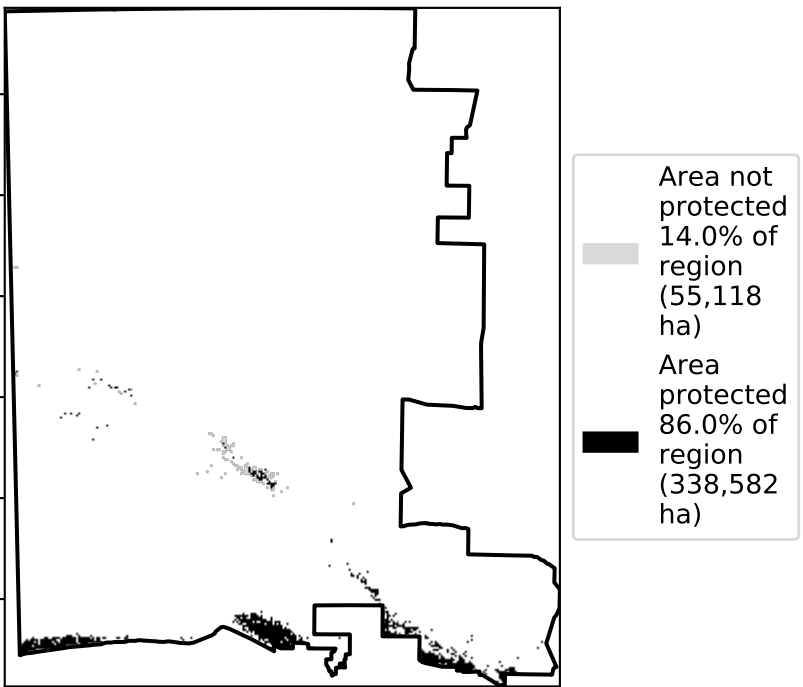 Area not
protected
14.0% of
region
(55,118
ha)
Area
protected
86.0% of
region
(338,582
ha)